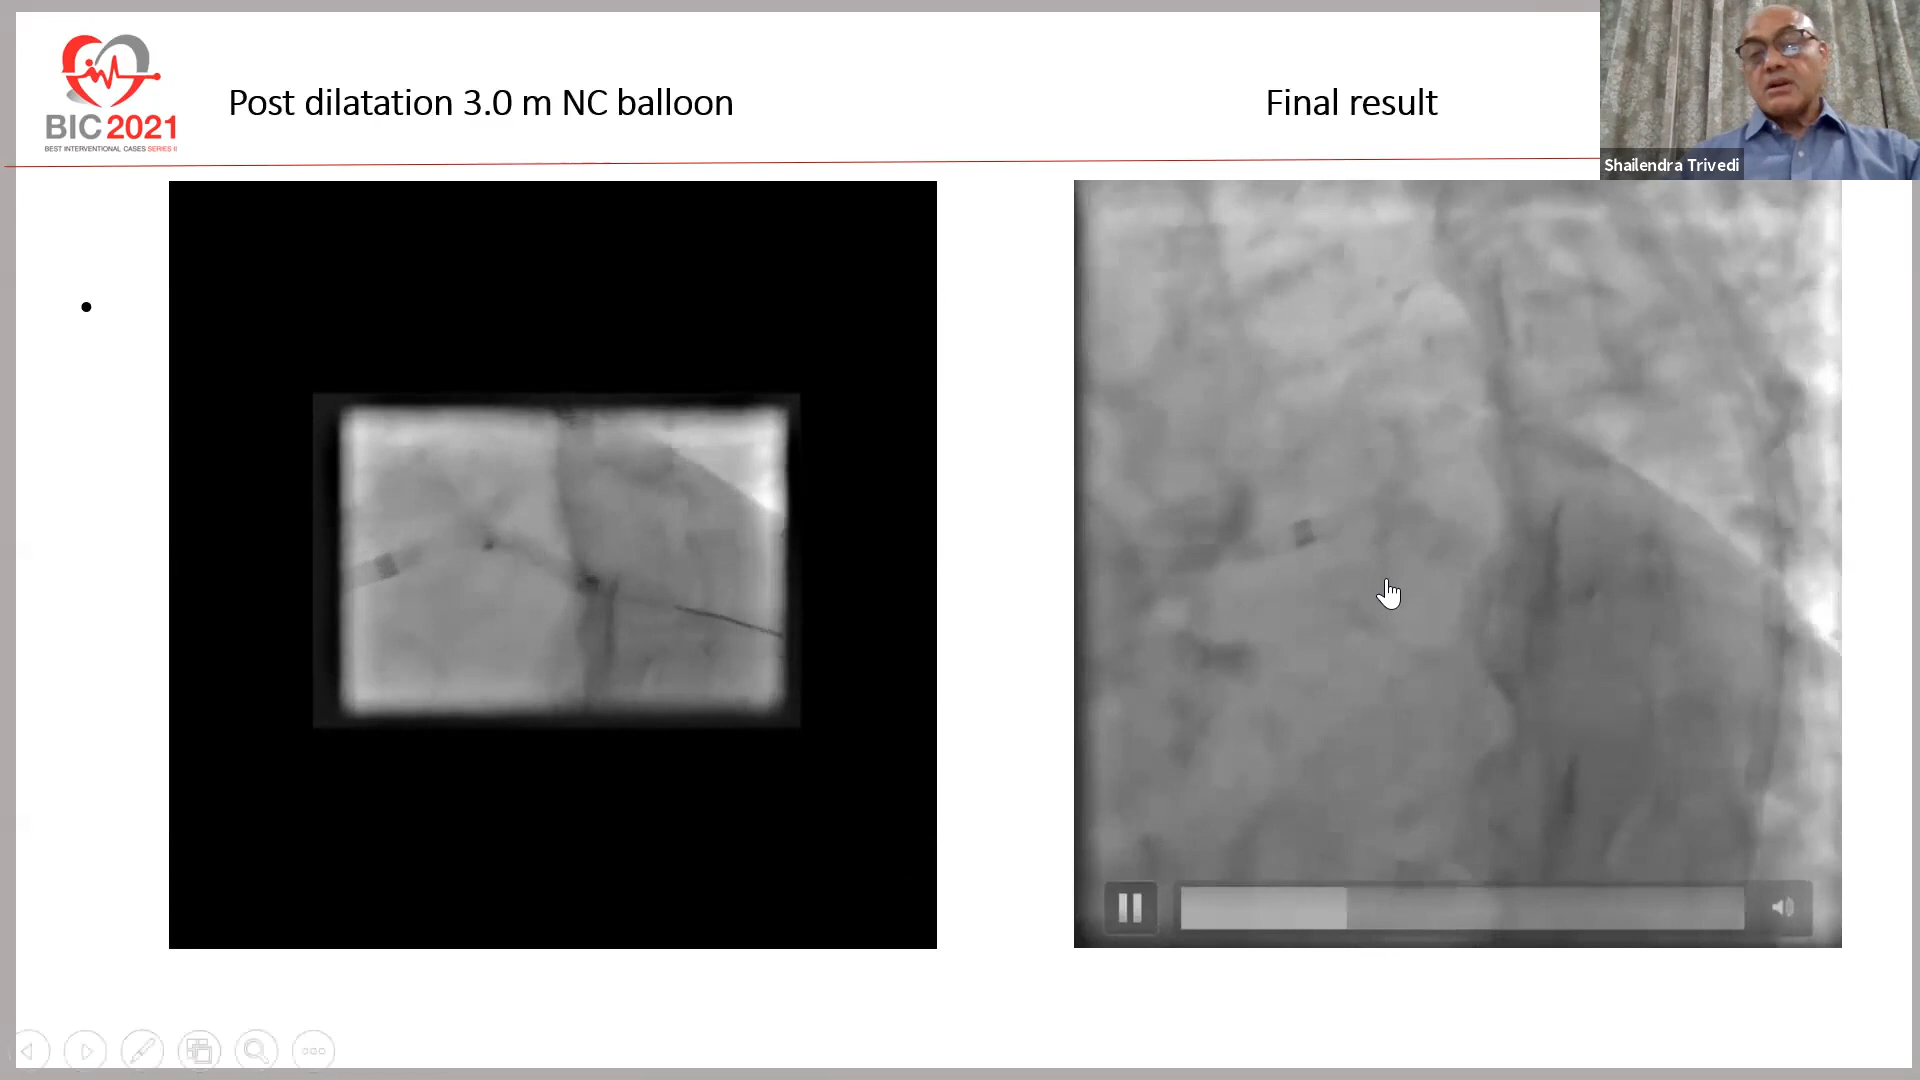 BIC 2021
BEST INTERVENTIONAL CASES SERIES II
Post dilatation 3.0 m NC balloon
Final result
Shailendra Trivedi